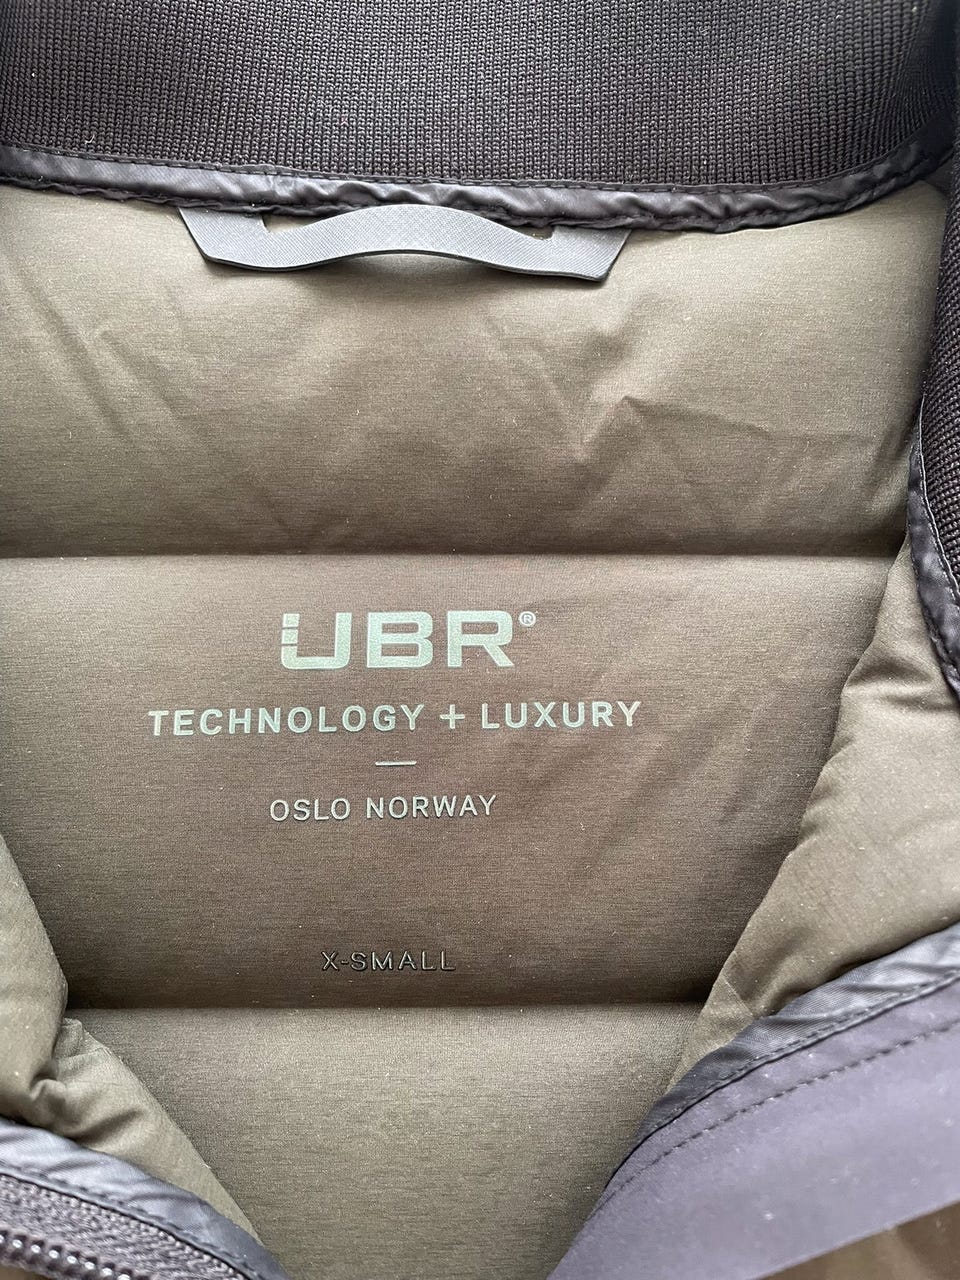 UBR®
TECHNOLOGY + LUXURY
OSLO NORWAY
X-SMALL